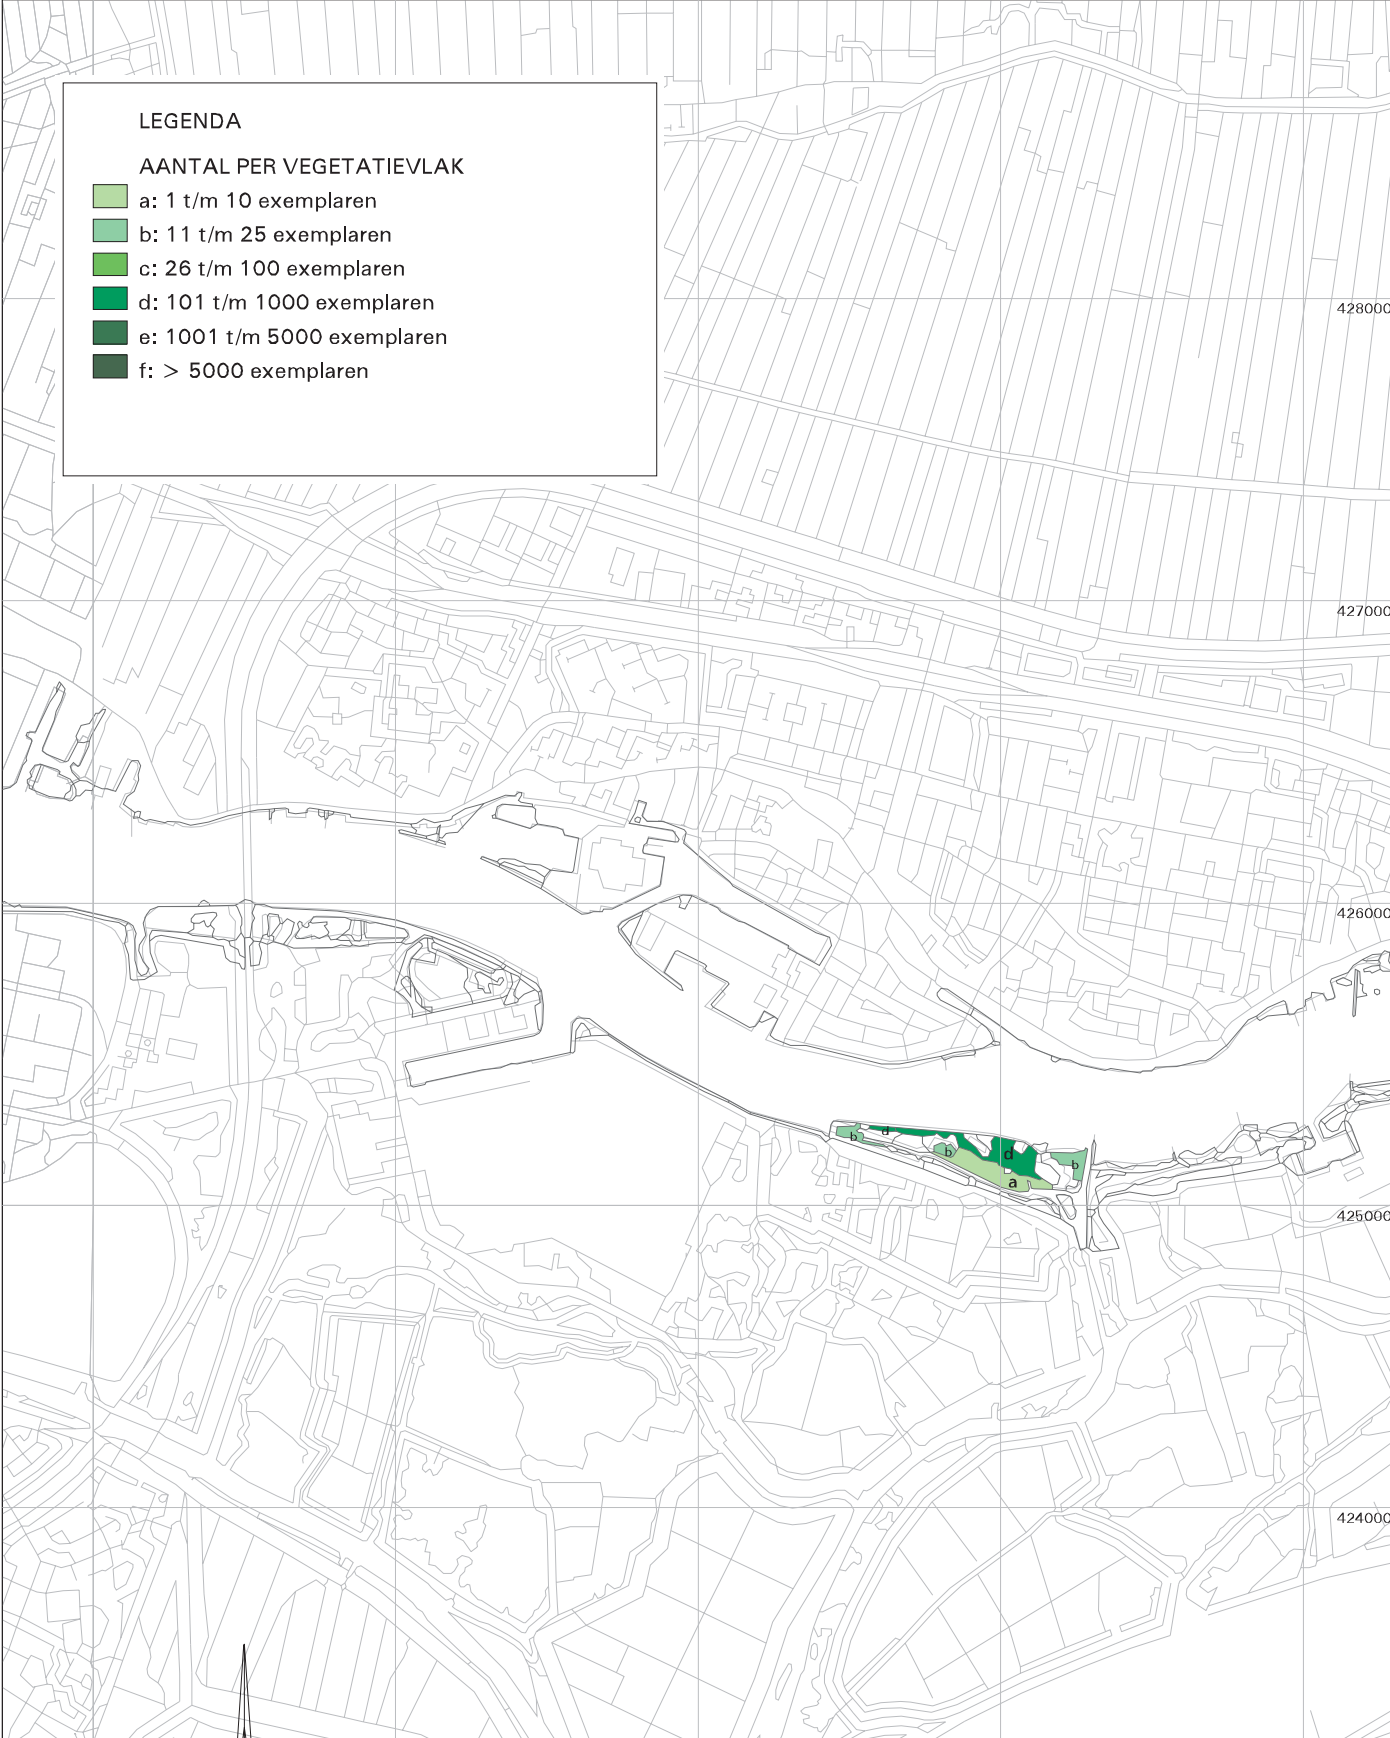 LEGENDA
AANTAL PER VEGETATIEVLAK
a: 1 t/m 10 exemplaren
b: 11 t/m 25 exemplaren
c: 26 t/m 100 exemplaren
d: 101 t/m 1000 exemplaren
e: 1001 t/m 5000 exemplaren
f: > 5000 exemplaren
428000
427000
426000
d
b
b
d
b
a
425000
424000